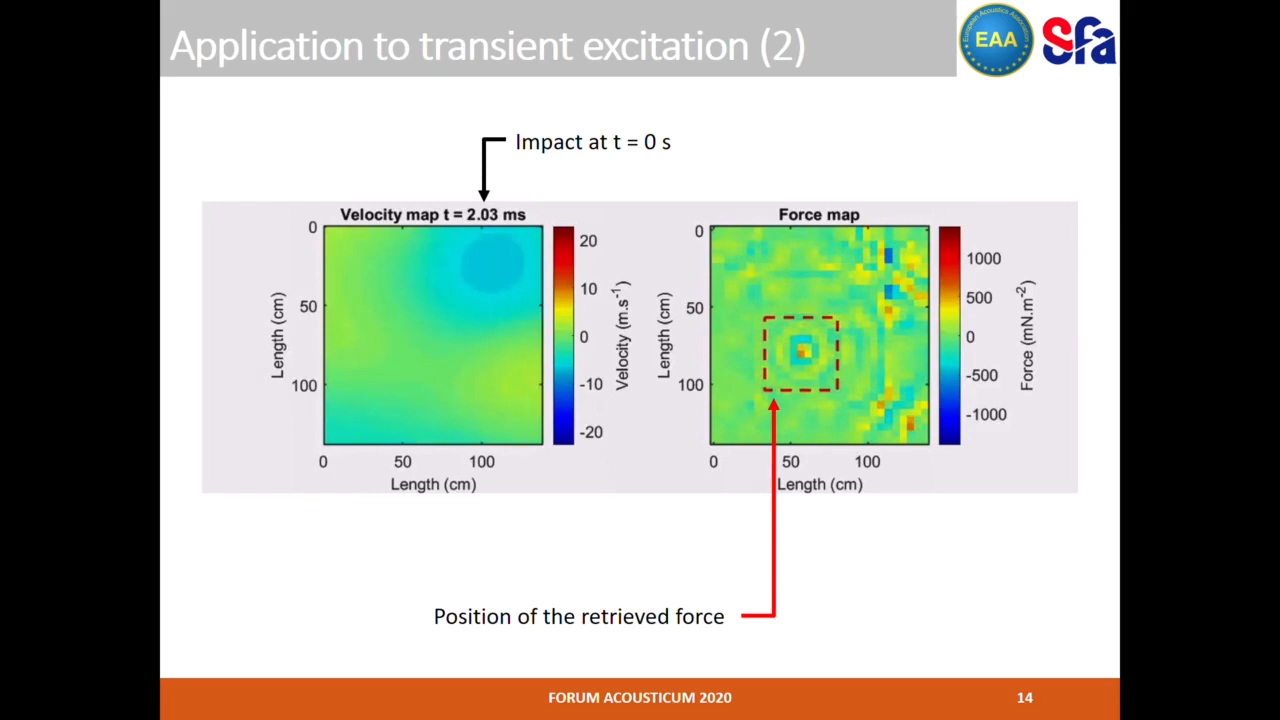 Application to transient excitation (2)
European Acoustics Association
EAA
sfa
Impact at t = 0 s
Velocity map t = 2.03 ms
0
50
100
Length (cm)
0
50
100
Length (cm)
20
10
0
-10
-20
Velocity (m.s-1)
Force map
0
50
100
Length (cm)
0
50
100
Length (cm)
1000
500
0
-500
-1000
Force (mN.m-2)
Position of the retrieved force
FORUM ACOUSTICUM 2020
14